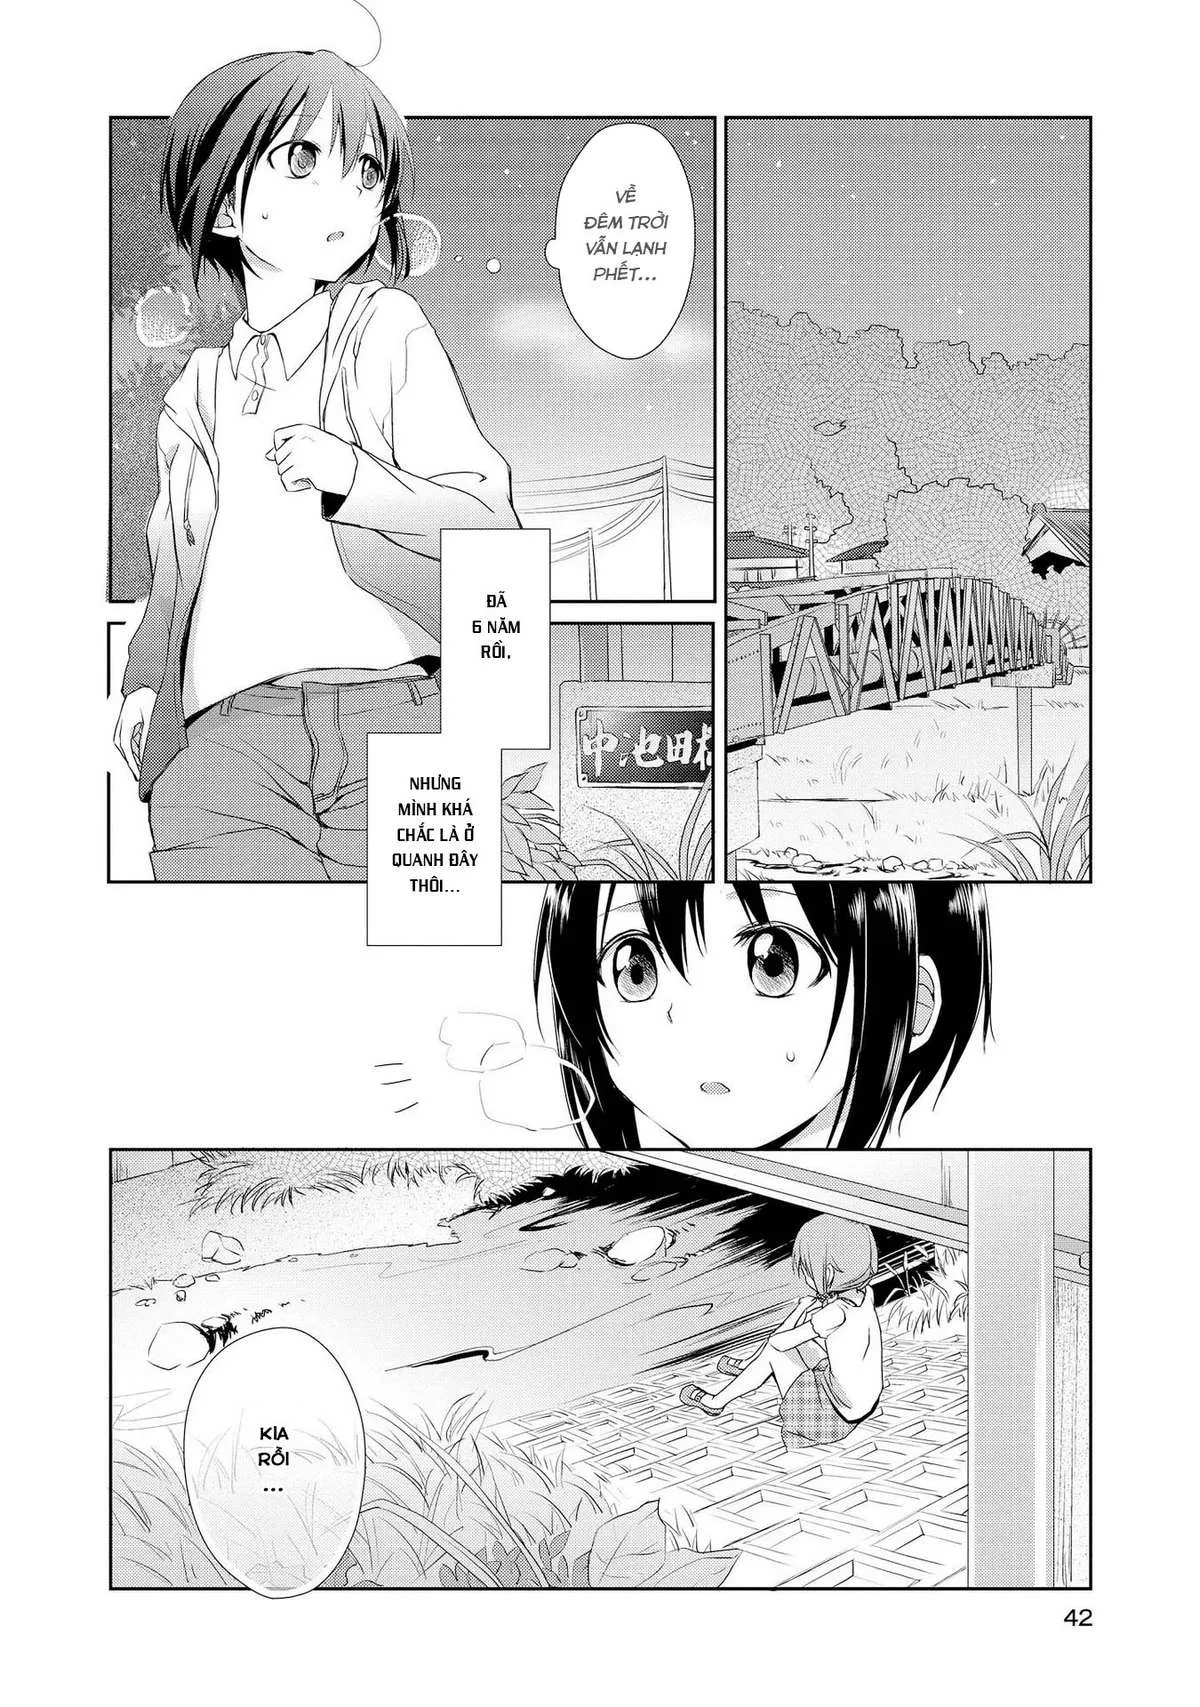 VỀ
ĐÊM TRỜI
VẪN LẠNH
PHẾT...
ĐÃ
6 NĂM
RỒI,
NHƯNG
MÌNH KHÁ
CHẮC LÀ Ở
QUANH ĐÂY
THÔI...
中池田
KIA
RỒI
...
42